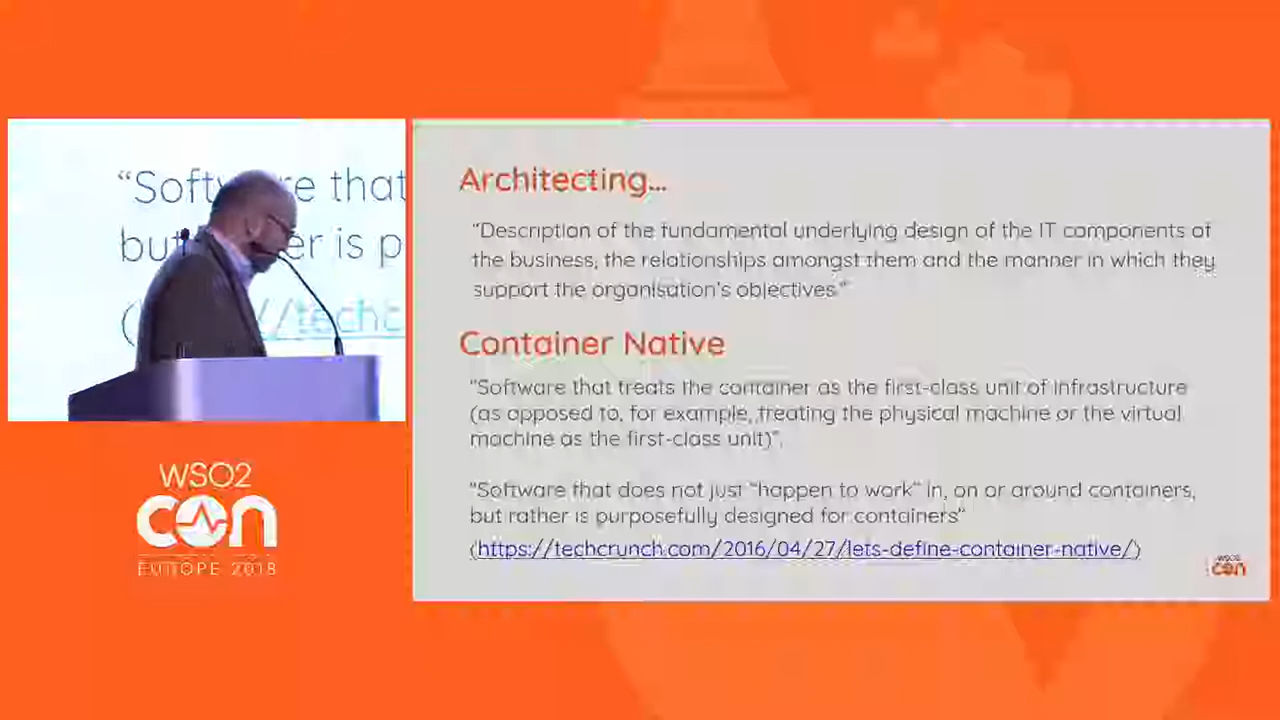 "Software that
but rather is p
(https://techc
WSO2
con
EUROPE 2018
Architecting...
"Description of the fundamental underlying design of the IT components of
the business, the relationships amongst them and the manner in which they
support the organisation's objectives"
Container Native
"Software that treats the container as the first-class unit of infrastructure
(as opposed to, for example, treating the physical machine or the virtual
machine as the first-class unit)".
"Software that does not just "happen to work" in, on or around containers,
but rather is purposefully designed for containers"
(https://techcrunch.com/2016/04/27/lets-define-container-native/)
WSO2
con